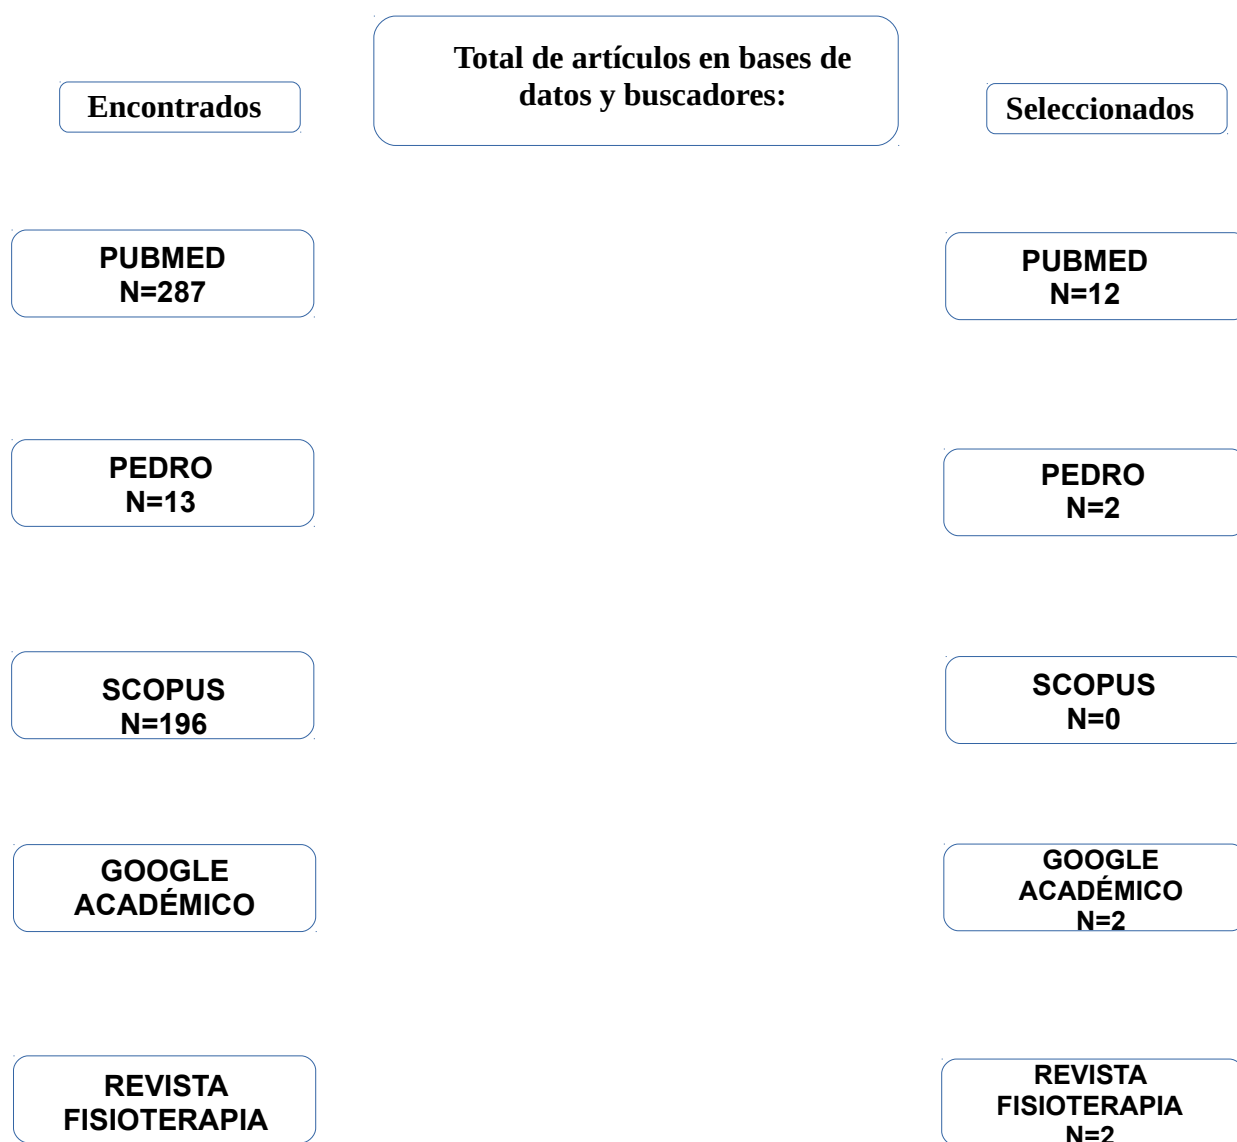 Total de artículos en bases de
datos y buscadores:
Encontrados
Seleccionados
PUBMED
N=287
PUBMED
N=12
PEDRO
N=13
PEDRO
N=2
SCOPUS
N=196
SCOPUS
N=0
GOOGLE
ACADÉMICO
GOOGLE
ACADÉMICO
N=2
REVISTA
FISIOTERAPIA
REVISTA
FISIOTERAPIA
N=2